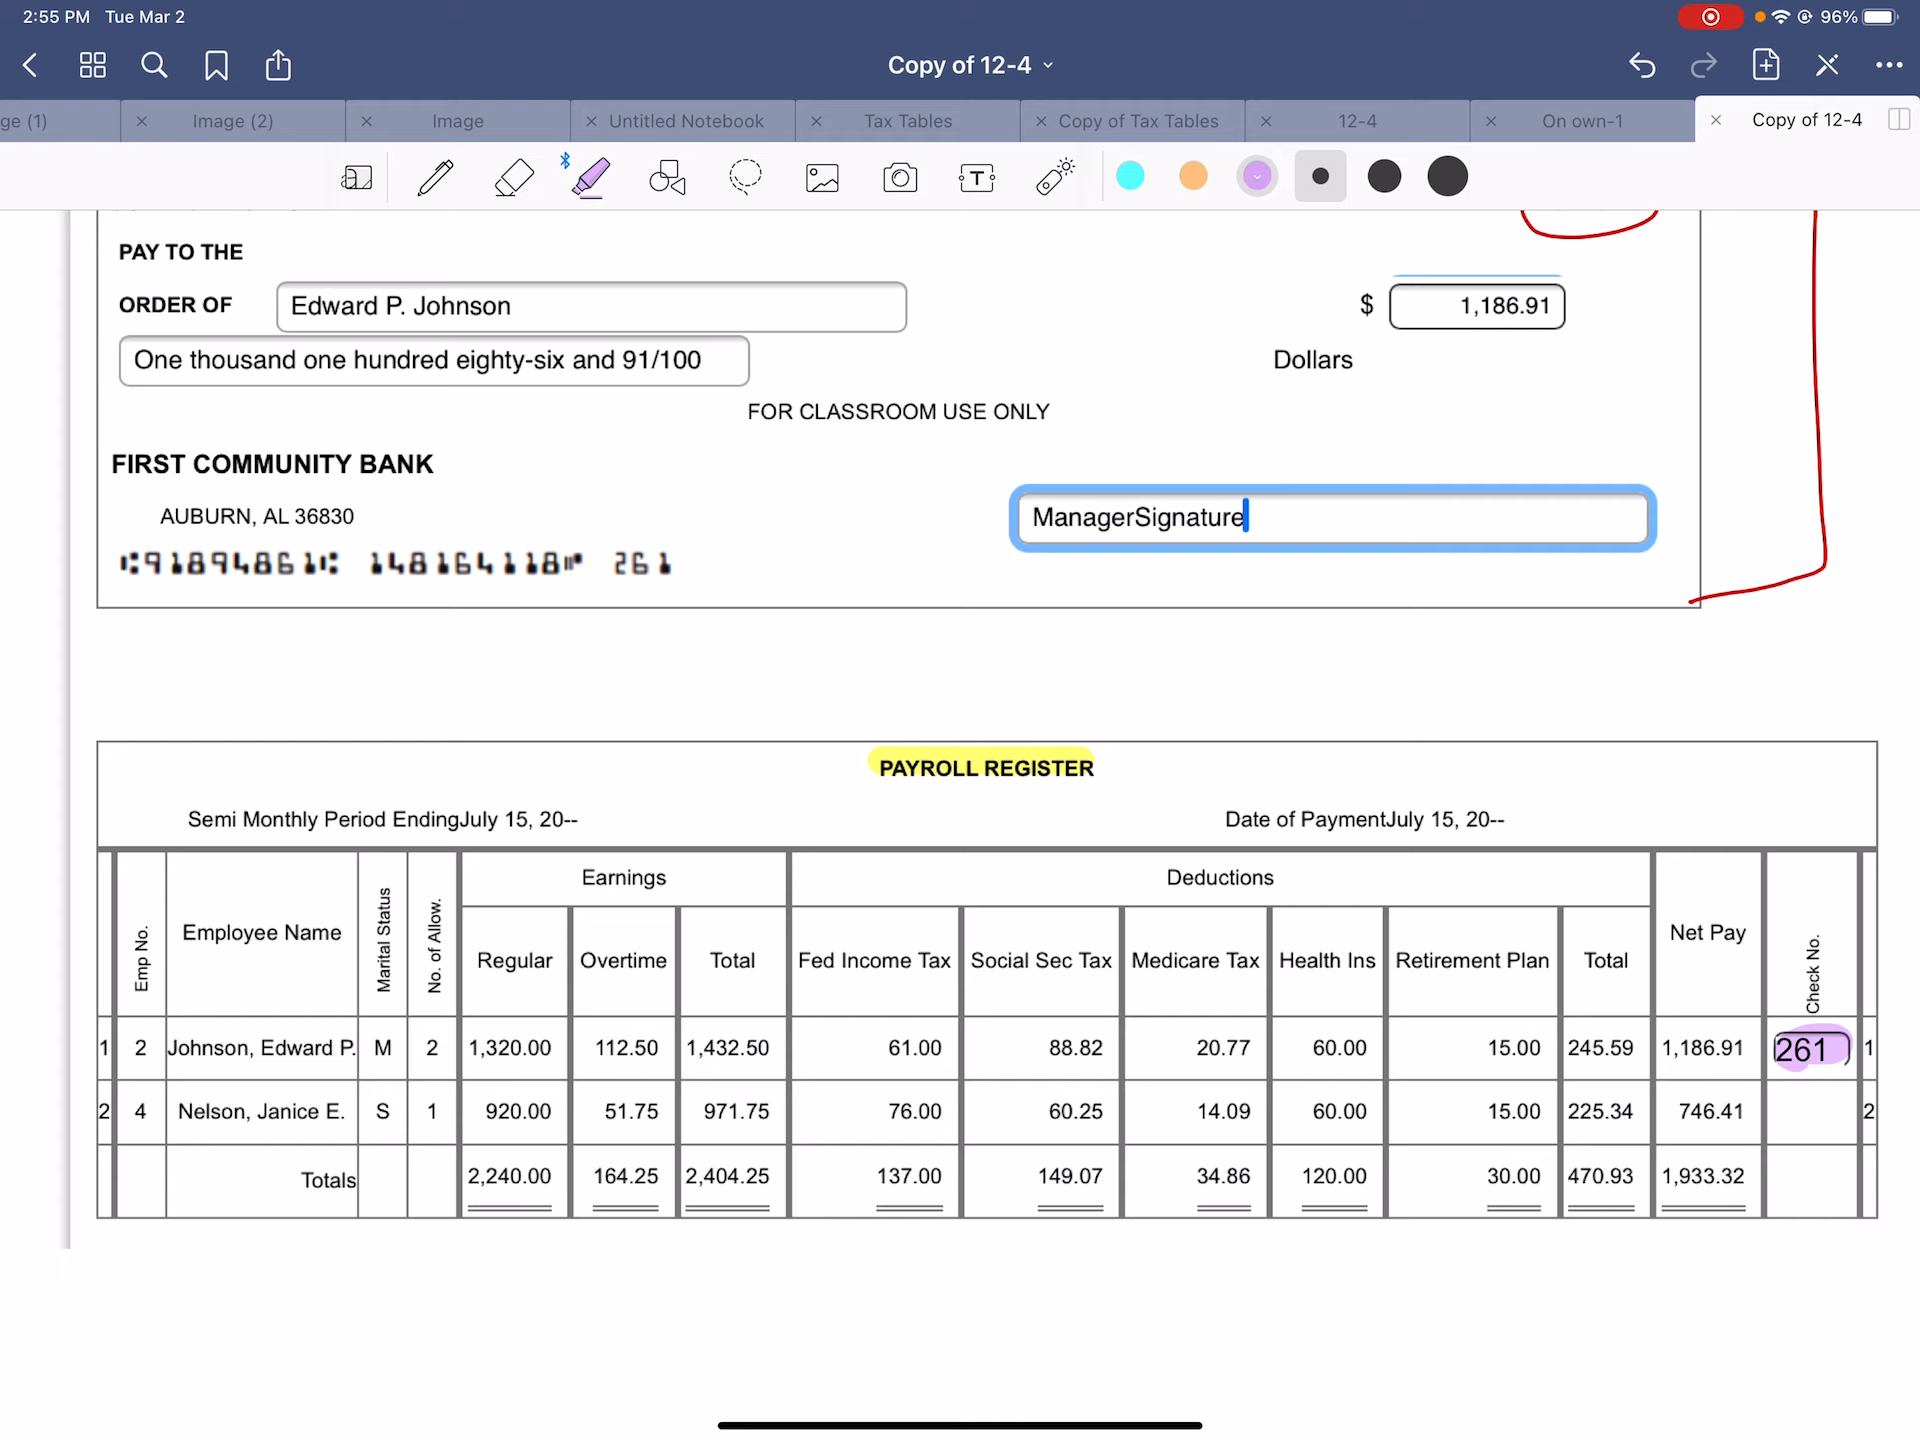 2:55 PM Tue Mar 2
96%
Copy of 12-4
ge (1)
Image (2)
Image
Untitled Notebook
Tax Tables
Copy of Tax Tables
12-4
On own-1
Copy of 12-4
PAY TO THE
ORDER OF Edward P. Johnson $ 1,186.91
One thousand one hundred eighty-six and 91/100 Dollars
FOR CLASSROOM USE ONLY
FIRST COMMUNITY BANK
AUBURN, AL 36830
ManagerSignature
⑆91894861⑆ 148164118⑈ 261
PAYROLL REGISTER
Semi Monthly Period EndingJuly 15, 20-- Date of PaymentJuly 15, 20--
Earnings Deductions
Emp No. Employee Name Marital Status No. of Allow. Regular Overtime Total Fed Income Tax Social Sec Tax Medicare Tax Health Ins Retirement Plan Total Net Pay Check No.
1 2 Johnson, Edward P. M 2 1,320.00 112.50 1,432.50 61.00 88.82 20.77 60.00 15.00 245.59 1,186.91 261 1
2 4 Nelson, Janice E. S 1 920.00 51.75 971.75 76.00 60.25 14.09 60.00 15.00 225.34 746.41 2
Totals 2,240.00 164.25 2,404.25 137.00 149.07 34.86 120.00 30.00 470.93 1,933.32